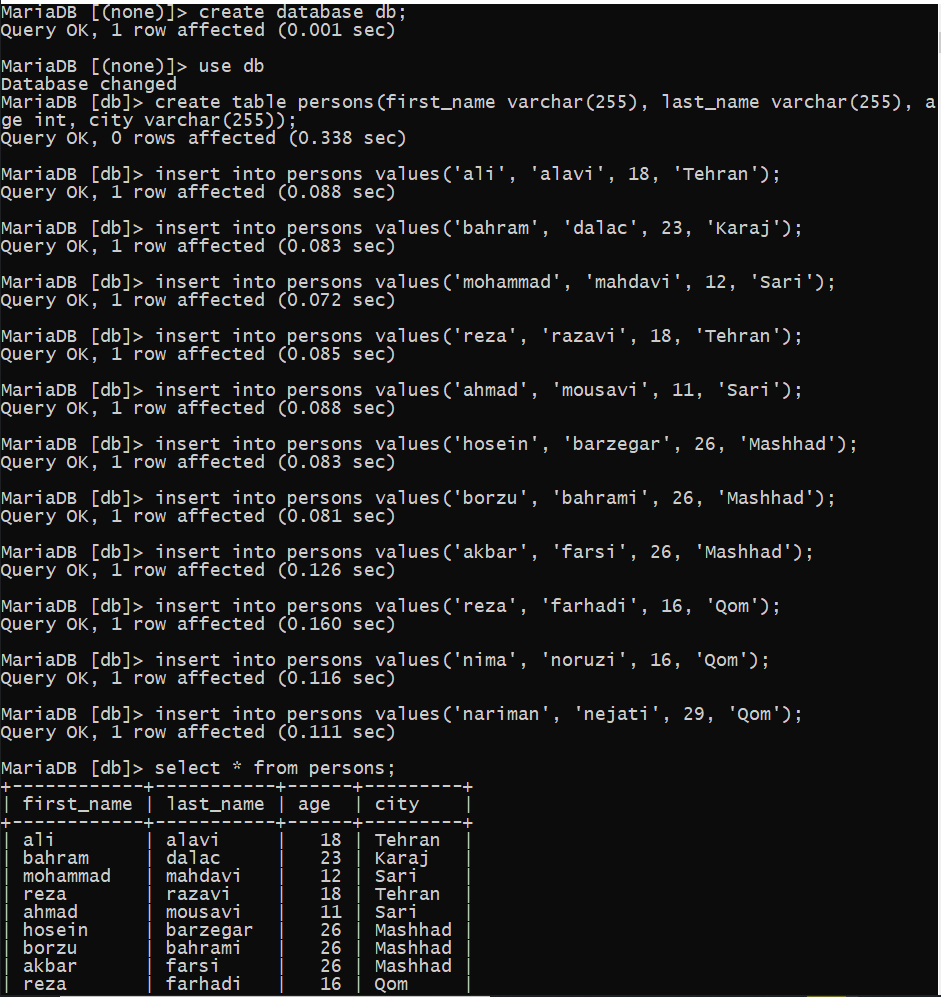 MariaDB [(none)]> create database db;
Query OK, 1 row affected (0.001 sec)
MariaDB [(none)]> use db
Database changed
MariaDB [db]> create table persons(first_name varchar(255), last_name varchar(255), a
ge int, city varchar(255));
Query OK, 0 rows affected (0.338 sec)
MariaDB [db]> insert into persons values('ali', 'alavi', 18, 'Tehran');
Query OK, 1 row affected (0.088 sec)
MariaDB [db]> insert into persons values('bahram', 'dalac', 23, 'Karaj');
Query OK, 1 row affected (0.083 sec)
MariaDB [db]> insert into persons values('mohammad', 'mahdavi', 12, 'Sari');
Query OK, 1 row affected (0.072 sec)
MariaDB [db]> insert into persons values('reza', 'razavi', 18, 'Tehran');
Query OK, 1 row affected (0.085 sec)
MariaDB [db]> insert into persons values('ahmad', 'mousavi', 11, 'Sari');
Query OK, 1 row affected (0.088 sec)
MariaDB [db]> insert into persons values('hosein', 'barzegar', 26, 'Mashhad');
Query OK, 1 row affected (0.083 sec)
MariaDB [db]> insert into persons values('borzu', 'bahrami', 26, 'Mashhad');
Query OK, 1 row affected (0.081 sec)
MariaDB [db]> insert into persons values('akbar', 'farsi', 26, 'Mashhad');
Query OK, 1 row affected (0.126 sec)
MariaDB [db]> insert into persons values('reza', 'farhadi', 16, 'Qom');
Query OK, 1 row affected (0.160 sec)
MariaDB [db]> insert into persons values('nima', 'noruzi', 16, 'Qom');
Query OK, 1 row affected (0.116 sec)
MariaDB [db]> insert into persons values('nariman', 'nejati', 29, 'Qom');
Query OK, 1 row affected (0.111 sec)
MariaDB [db]> select * from persons;
+------------+-----------+------+---------+
| first_name | last_name | age  | city    |
+------------+-----------+------+---------+
| ali        | alavi     |   18 | Tehran  |
| bahram     | dalac     |   23 | Karaj   |
| mohammad   | mahdavi   |   12 | Sari    |
| reza       | razavi    |   18 | Tehran  |
| ahmad      | mousavi   |   11 | Sari    |
| hosein     | barzegar  |   26 | Mashhad |
| borzu      | bahrami   |   26 | Mashhad |
| akbar      | farsi     |   26 | Mashhad |
| reza       | farhadi   |   16 | Qom     |